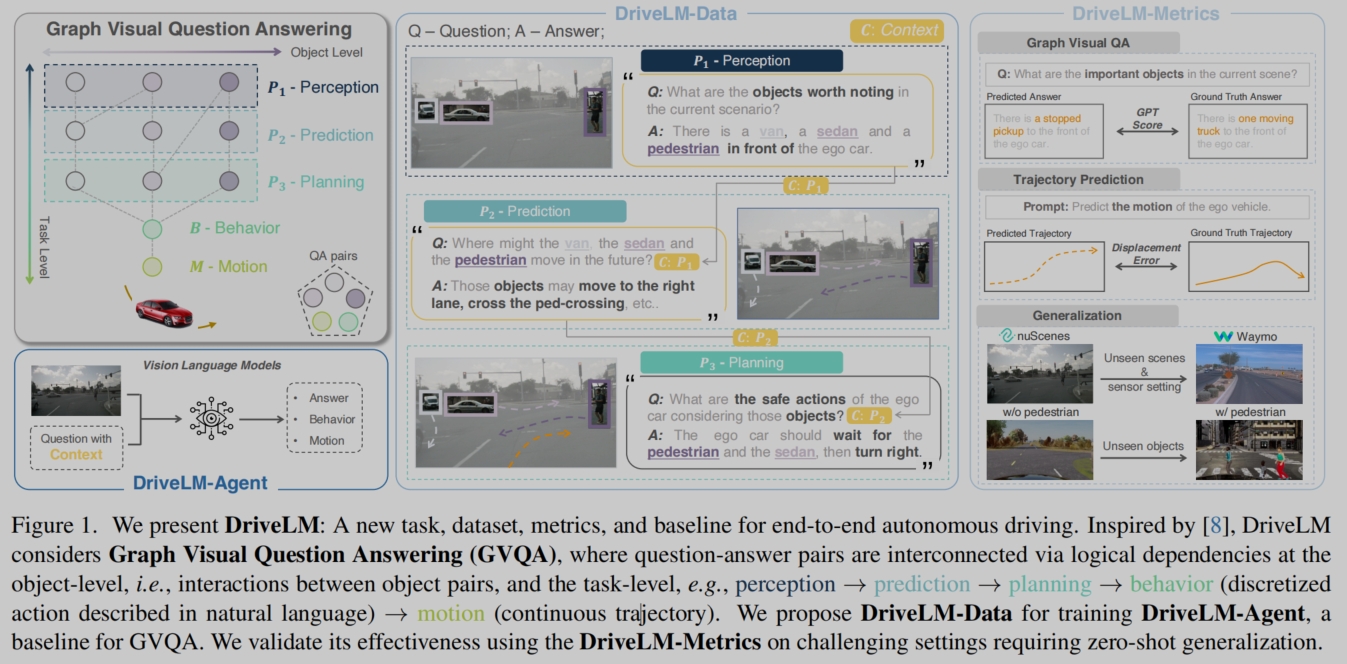 Graph Visual Question Answering
Object Level
P₁ - Perception
P₂ - Prediction
P₃ - Planning
B - Behavior
M - Motion
Task Level
QA pairs
Vision Language Models
Question with
Context
• Answer
• Behavior
• Motion
DriveLM-Agent
DriveLM-Data
Q – Question; A – Answer;
C: Context
P₁ - Perception
“
Q: What are the objects worth noting in
the current scenario?
A: There is a van, a sedan and a
pedestrian in front of the ego car.
”
C: P₁
P₂ - Prediction
“
Q: Where might the van, the sedan and
the pedestrian move in the future? C: P₁
A: Those objects may move to the right
lane, cross the ped-crossing, etc..
”
C: P₂
P₃ - Planning
“
Q: What are the safe actions of the ego
car considering those objects? C: P₂
A: The ego car should wait for the
pedestrian and the sedan, then turn right.
”
DriveLM-Metrics
Graph Visual QA
Q: What are the important objects in the current scene?
Predicted Answer
There is a stopped
pickup to the front of
the ego car.
GPT
Score
Ground Truth Answer
There is one moving
truck to the front of
the ego car.
Trajectory Prediction
Prompt: Predict the motion of the ego vehicle.
Predicted Trajectory
Displacement
Error
Ground Truth Trajectory
Generalization
nuScenes
Unseen scenes
&
sensor setting
Waymo
w/o pedestrian
Unseen objects
w/ pedestrian
Figure 1. We present DriveLM: A new task, dataset, metrics, and baseline for end-to-end autonomous driving. Inspired by [8], DriveLM
considers Graph Visual Question Answering (GVQA), where question-answer pairs are interconnected via logical dependencies at the
object-level, i.e., interactions between object pairs, and the task-level, e.g., perception → prediction → planning → behavior (discretized
action described in natural language) → motion (continuous trajectory). We propose DriveLM-Data for training DriveLM-Agent, a
baseline for GVQA. We validate its effectiveness using the DriveLM-Metrics on challenging settings requiring zero-shot generalization.